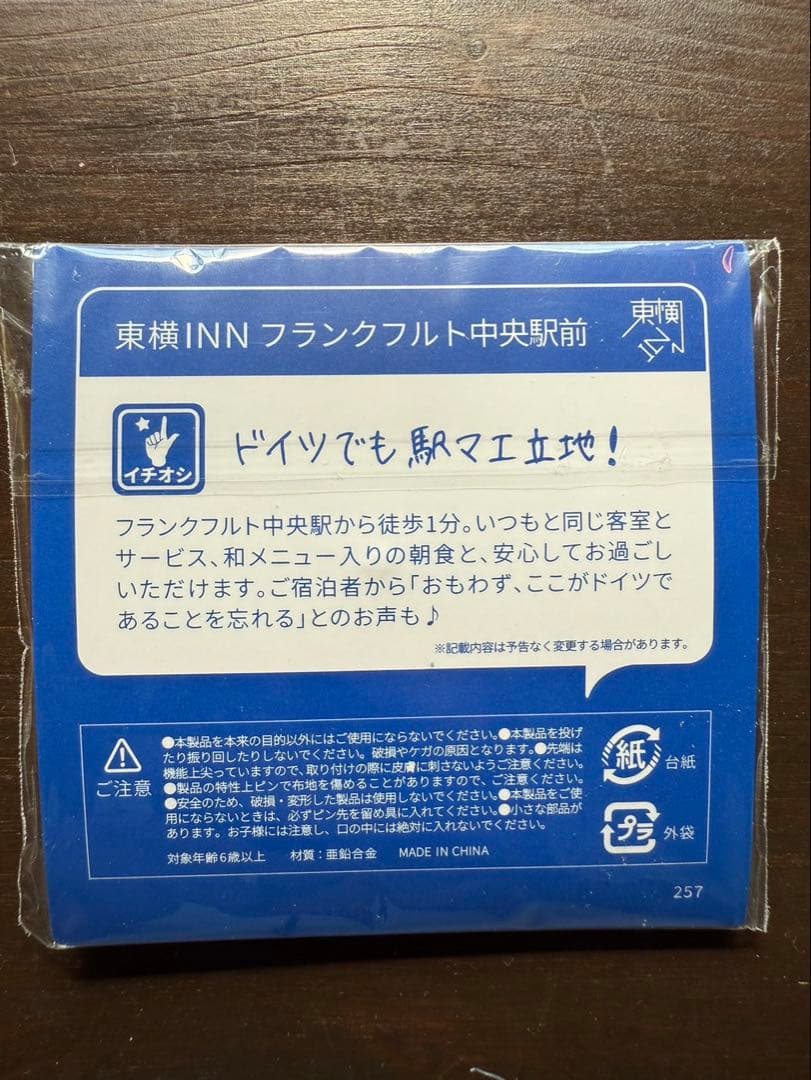 東横INN フランクフルト中央駅前
東横INN
イチオシ
ドイツでも駅マエ立地!
フランクフルト中央駅から徒歩1分。いつもと同じ客室と
サービス、和メニュー入りの朝食と、安心してお過ごし
いただけます。ご宿泊者から「おもわず、ここがドイツで
あることを忘れる」とのお声も♪
※記載内容は予告なく変更する場合があります。
ご注意
●本製品を本来の目的以外にはご使用にならないでください。●本製品を投げ
たり振り回したりしないでください。破損やケガの原因となります。●先端は
機能上尖っていますので、取り付けの際に皮膚に刺さないようご注意ください。
●製品の特性上ピンで布地を傷めることがありますので、ご注意ください。
●安全のため、破損・変形した製品は使用しないでください。●本製品をご使
用にならないときは、必ずピン先を留め具に入れてください。●小さな部品が
あります。お子様には注意し、口の中には絶対に入れないでください。
対象年齢6歳以上 材質:亜鉛合金 MADE IN CHINA
紙 台紙
プラ 外袋
257